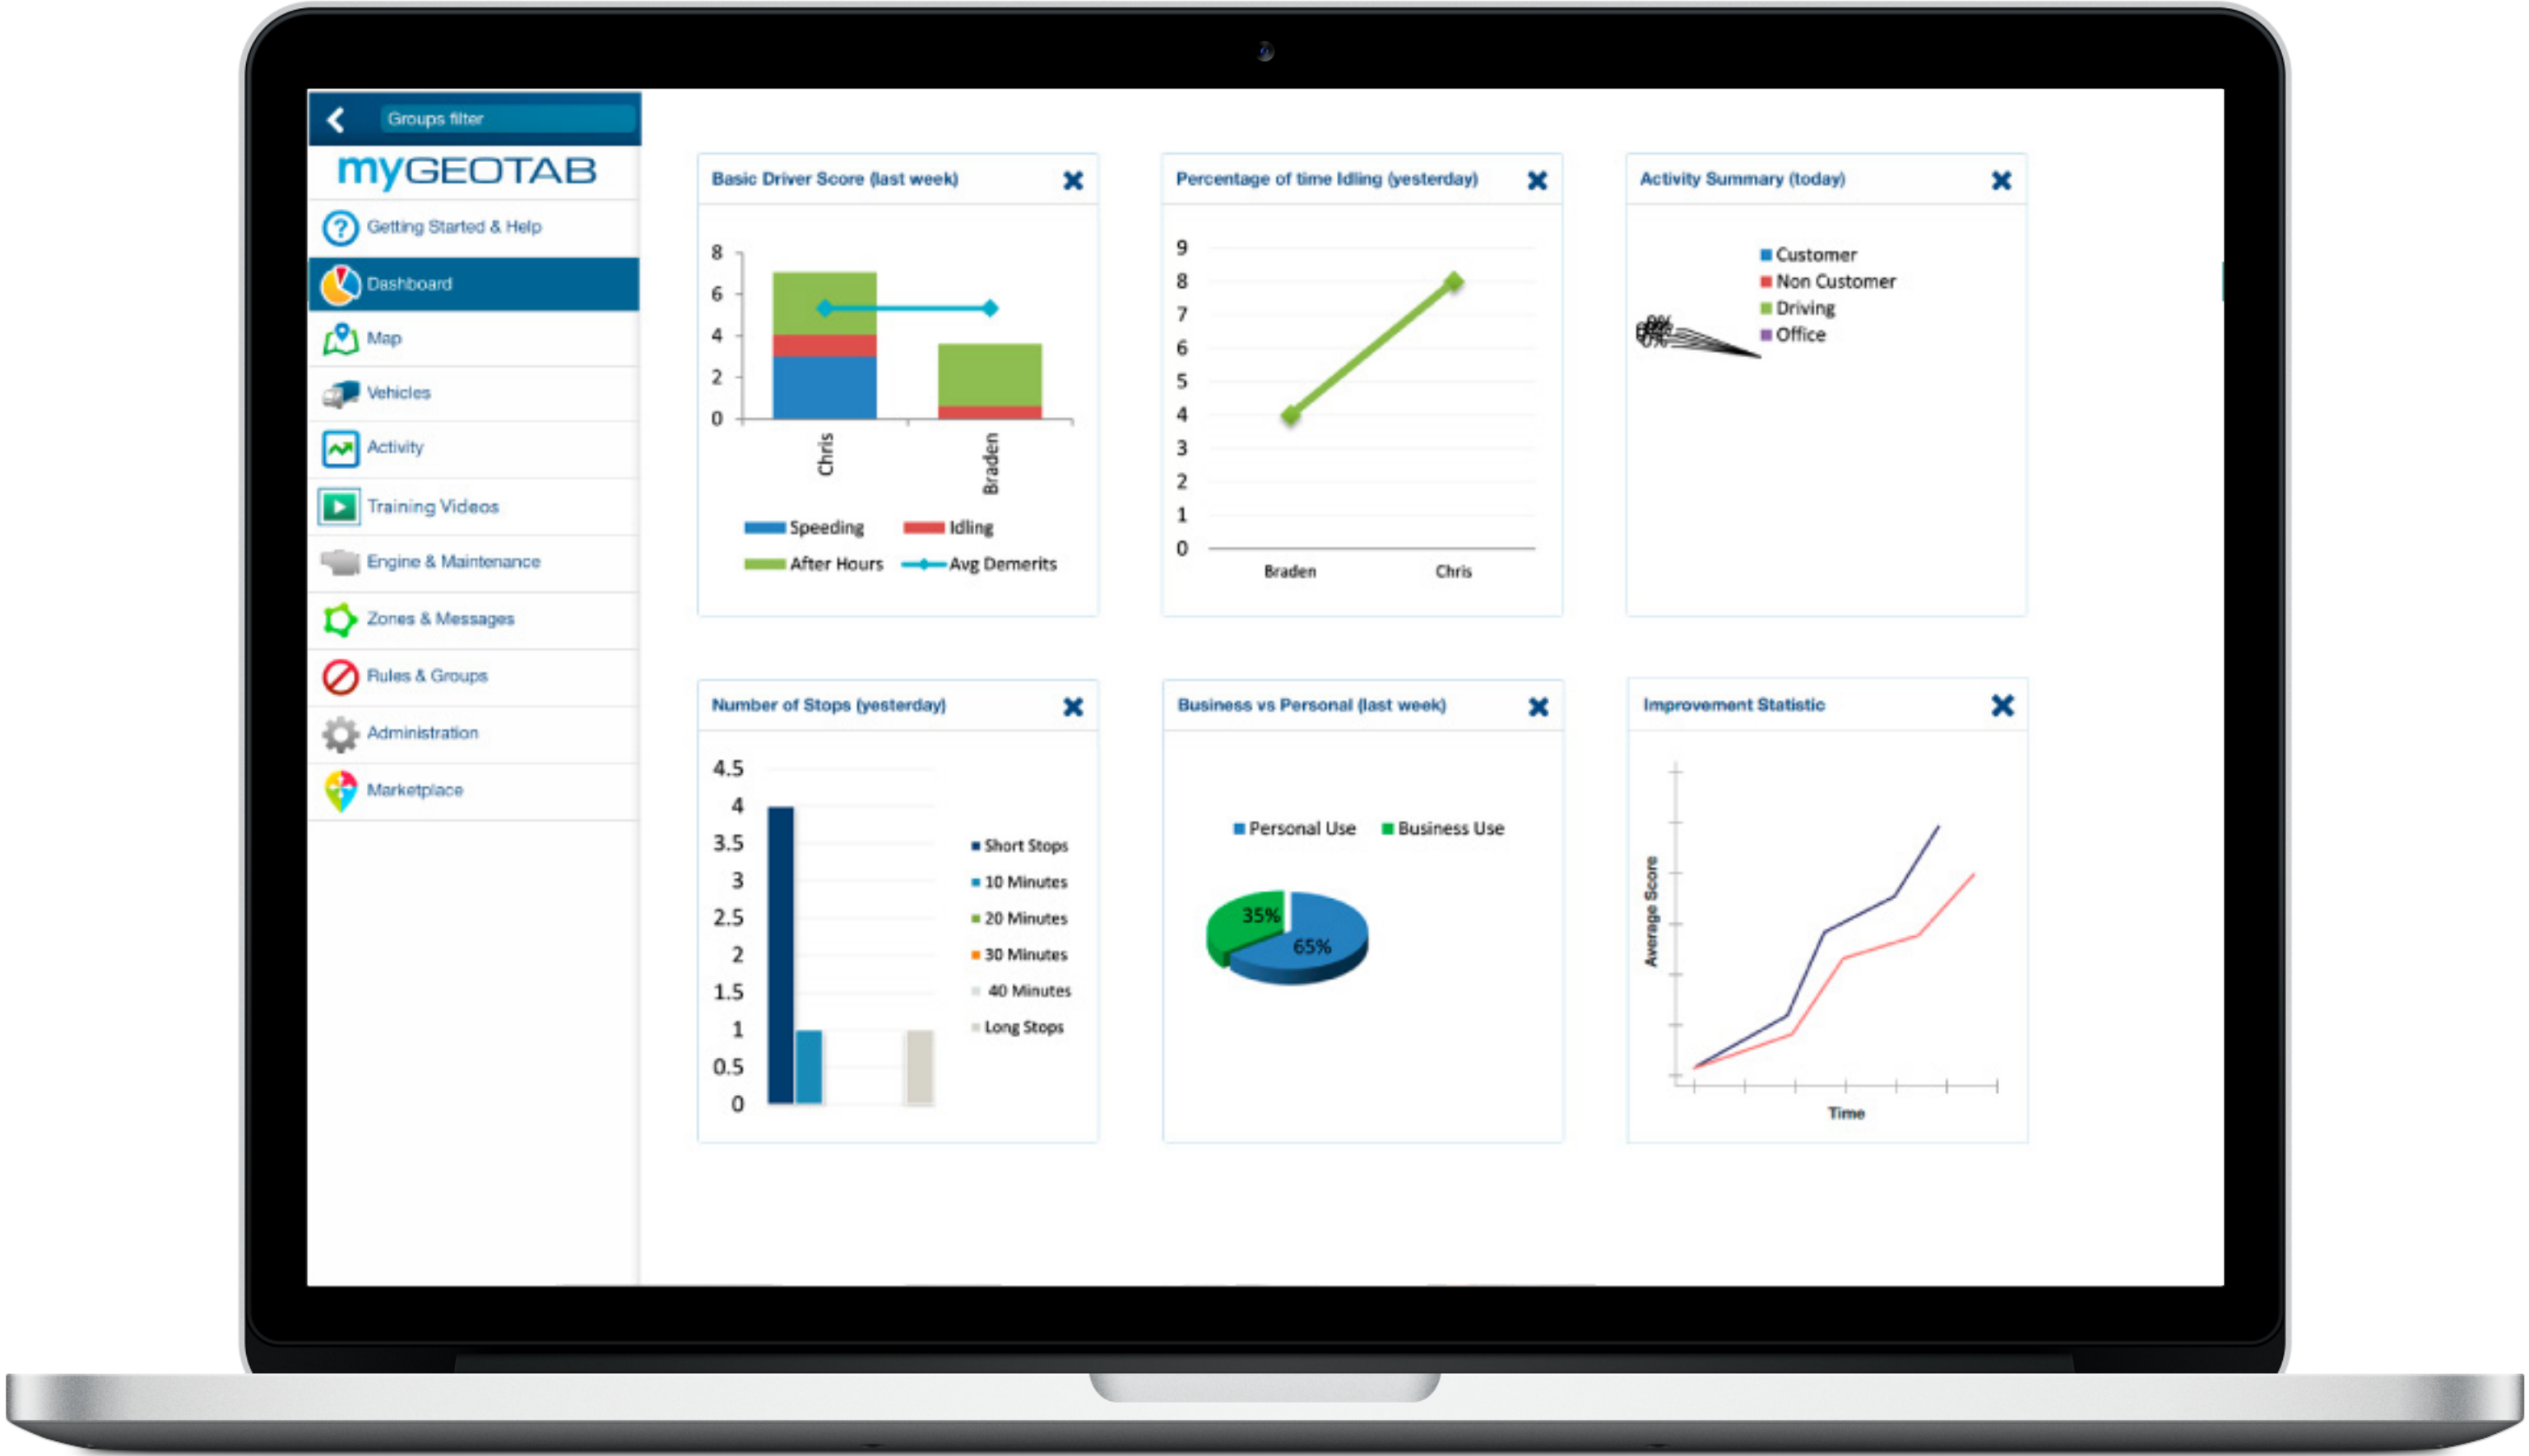 Groups filter
myGEOTAB
Getting Started & Help
Dashboard
Map
Vehicles
Activity
Training Videos
Engine & Maintenance
Zones & Messages
Rules & Groups
Administration
Marketplace
Basic Driver Score (last week)
8
6
4
2
0
Chris
Braden
Speeding
Idling
After Hours
Avg Demerits
Percentage of time Idling (yesterday)
9
8
7
6
5
4
3
2
1
0
Braden
Chris
Activity Summary (today)
Customer
Non Customer
Driving
Office
0%
0%
Number of Stops (yesterday)
4.5
4
3.5
3
2.5
2
1.5
1
0.5
0
Short Stops
10 Minutes
20 Minutes
30 Minutes
40 Minutes
Long Stops
Business vs Personal (last week)
Personal Use
Business Use
35%
65%
Improvement Statistic
Average Score
Time